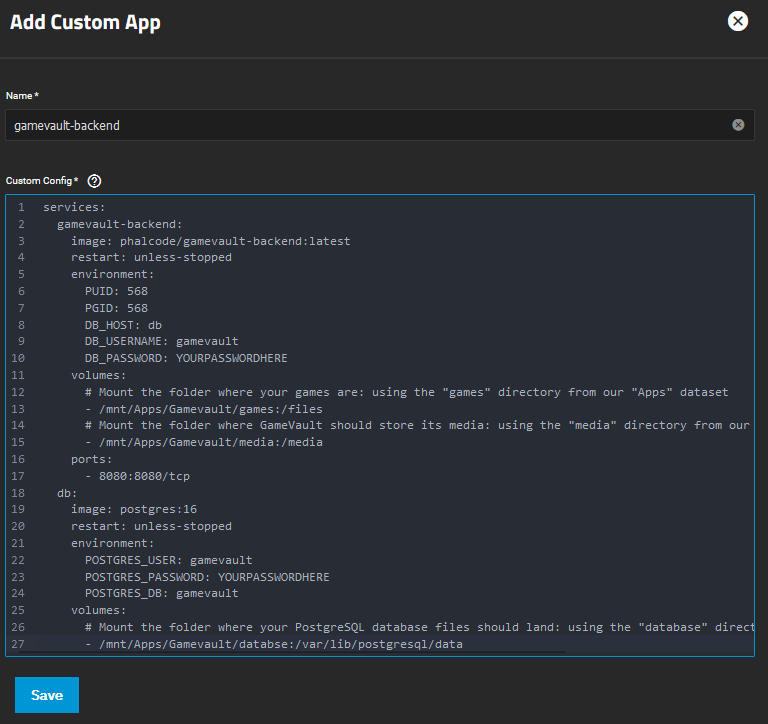 Add Custom App
Name *
gamevault-backend
Custom Config *
1 services:
2   gamevault-backend:
3     image: phalcode/gamevault-backend:latest
4     restart: unless-stopped
5     environment:
6       PUID: 568
7       PGID: 568
8       DB_HOST: db
9       DB_USERNAME: gamevault
10       DB_PASSWORD: YOURPASSWORDHERE
11     volumes:
12       # Mount the folder where your games are: using the "games" directory from our "Apps" dataset
13       - /mnt/Apps/Gamevault/games:/files
14       # Mount the folder where GameVault should store its media: using the "media" directory from our
15       - /mnt/Apps/Gamevault/media:/media
16     ports:
17       - 8080:8080/tcp
18   db:
19     image: postgres:16
20     restart: unless-stopped
21     environment:
22       POSTGRES_USER: gamevault
23       POSTGRES_PASSWORD: YOURPASSWORDHERE
24       POSTGRES_DB: gamevault
25     volumes:
26       # Mount the folder where your PostgreSQL database files should land: using the "database" direct
27       - /mnt/Apps/Gamevault/databse:/var/lib/postgresql/data
Save